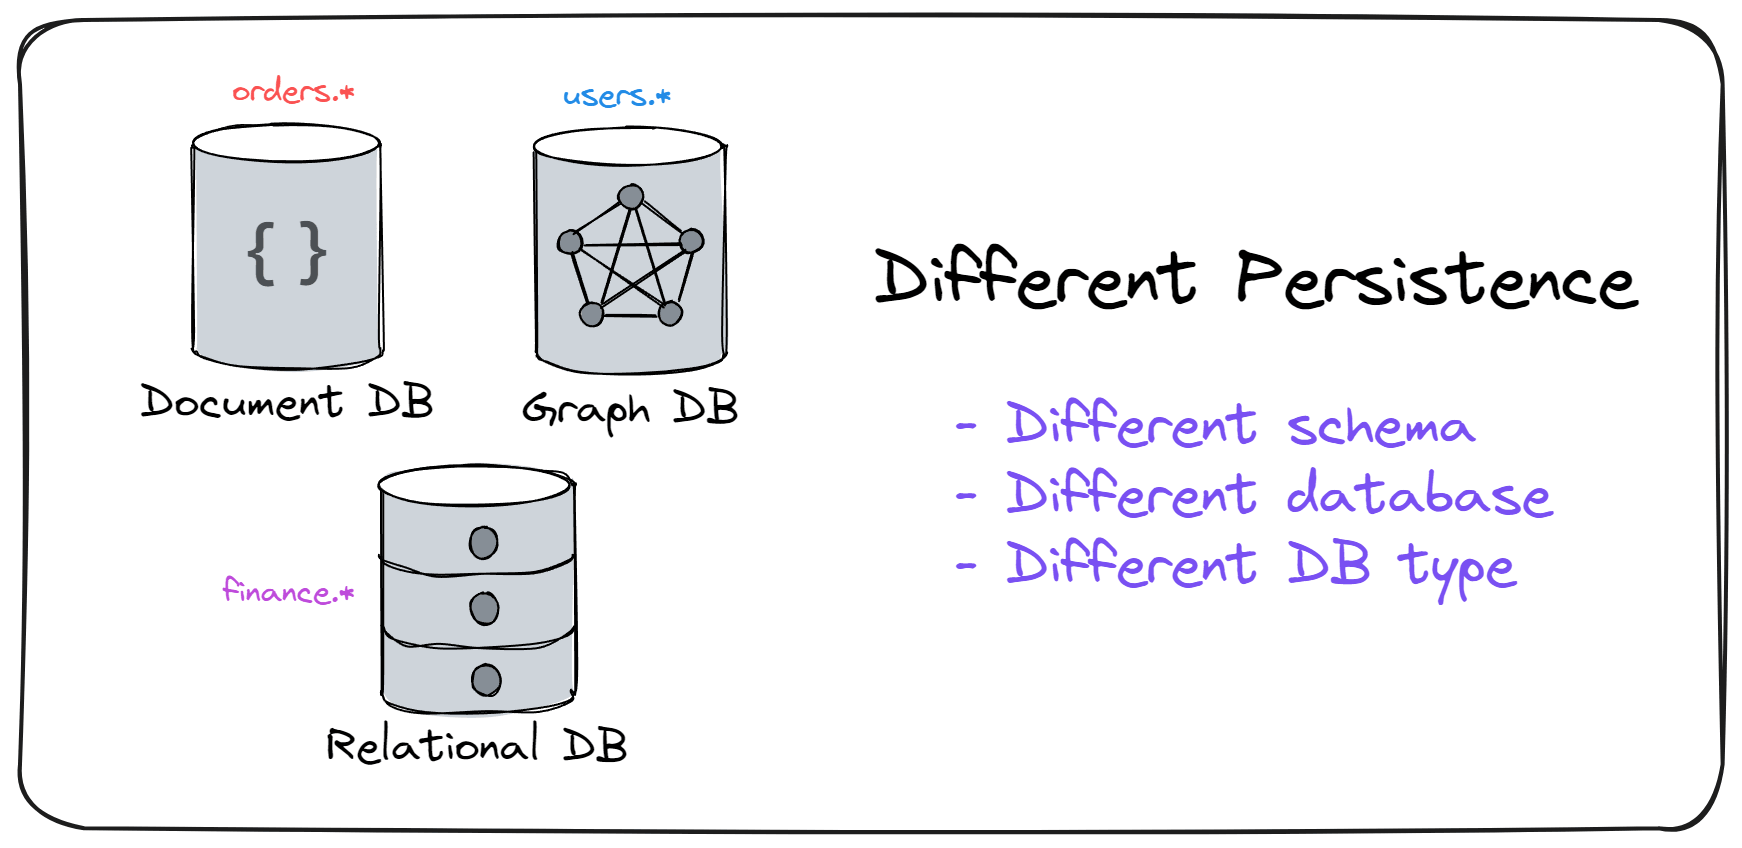 orders.*
users.*
{ }
Document DB
Graph DB
finance.*
Relational DB
Different Persistence
- Different schema
- Different database
- Different DB type